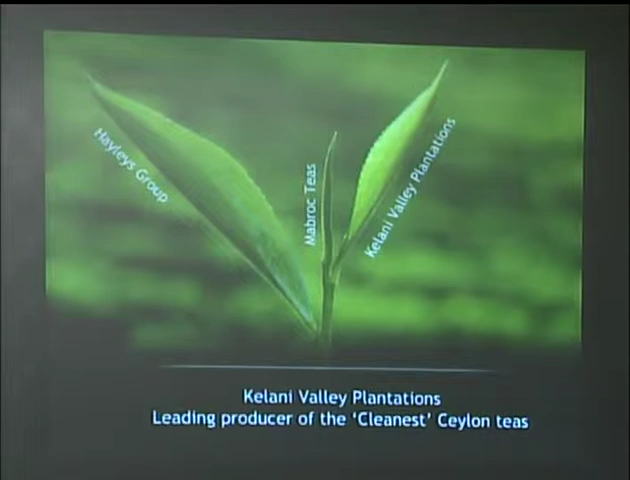 Hayleys Group
Mabroc Teas
Kelani Valley Plantations
Kelani Valley Plantations
Leading producer of the ‘Cleanest’ Ceylon teas